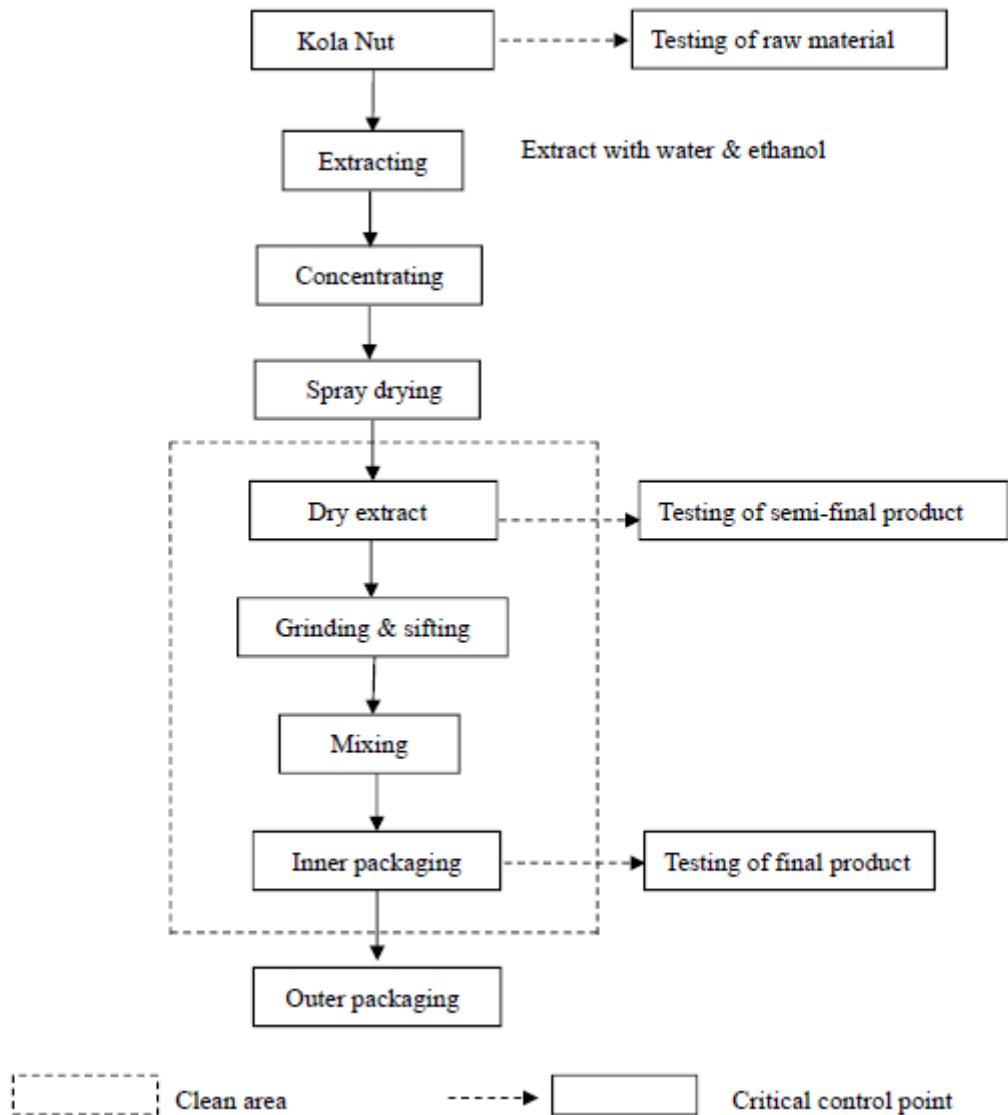 Kola Nut
Testing of raw material
Extracting
Extract with water & ethanol
Concentrating
Spray drying
Dry extract
Testing of semi-final product
Grinding & sifting
Mixing
Inner packaging
Testing of final product
Outer packaging
Clean area
Critical control point